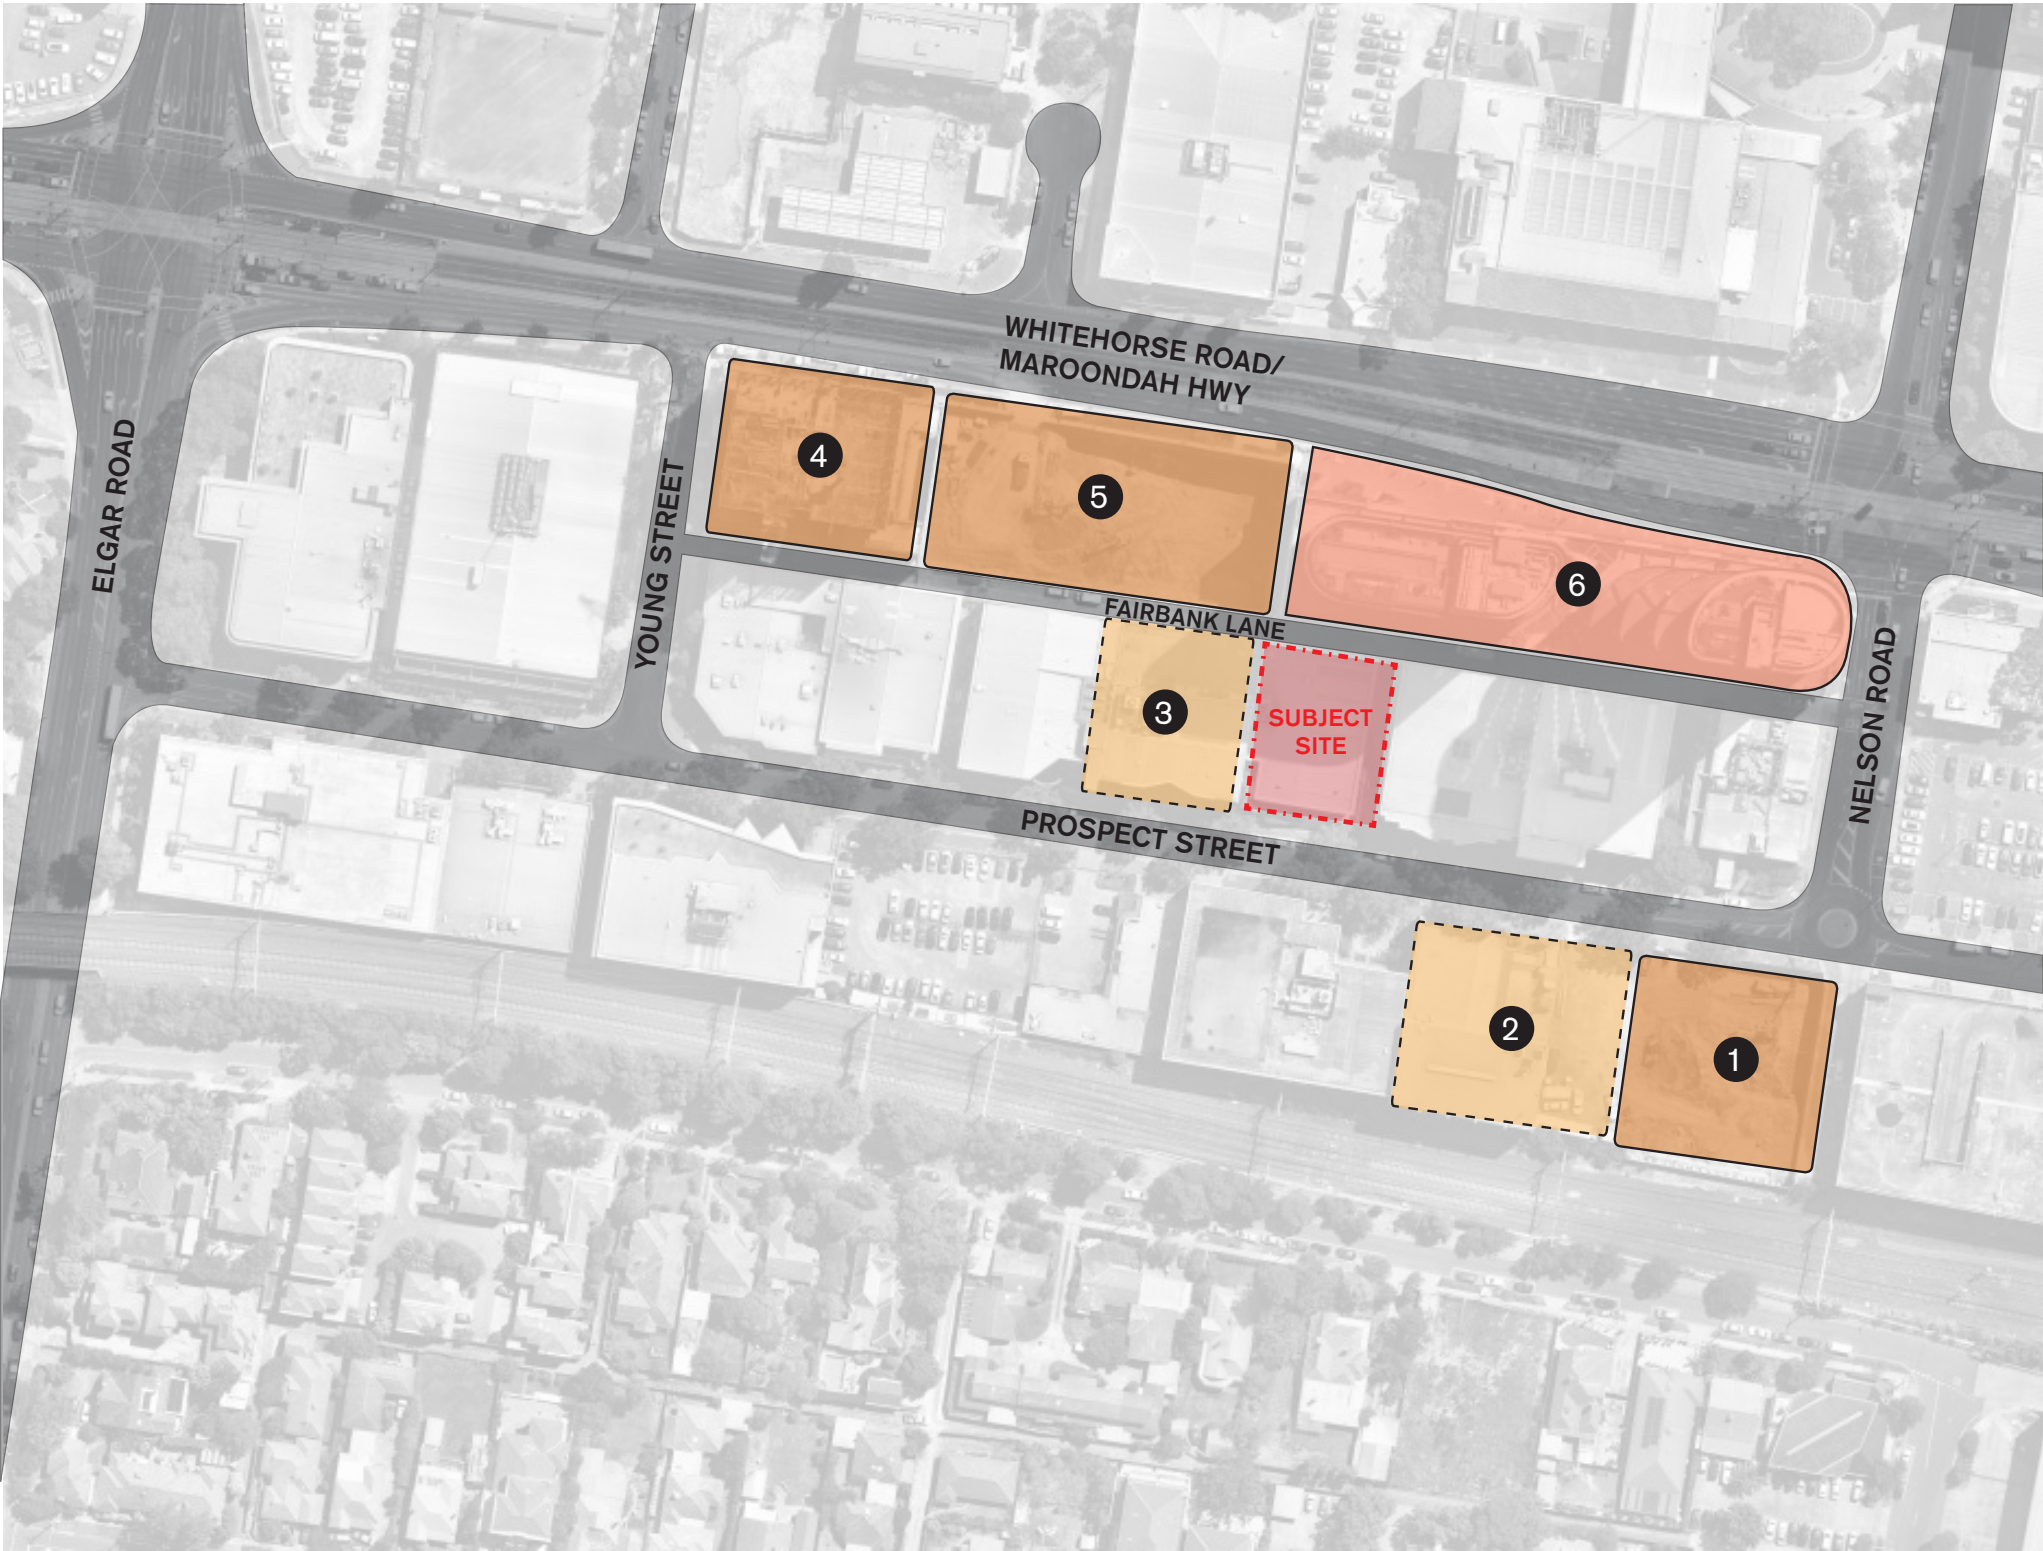 WHITEHORSE ROAD/
MAROONDAH HWY
ELGAR ROAD
YOUNG STREET
4
5
6
FAIRBANK LANE
3
SUBJECT
SITE
NELSON ROAD
PROSPECT STREET
2
1